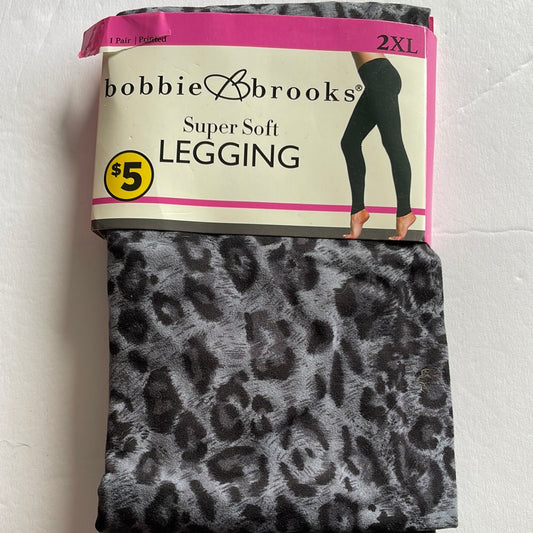 1 Pair | Printed
2XL
bobbie B brooks®
Super Soft
LEGGING
$5